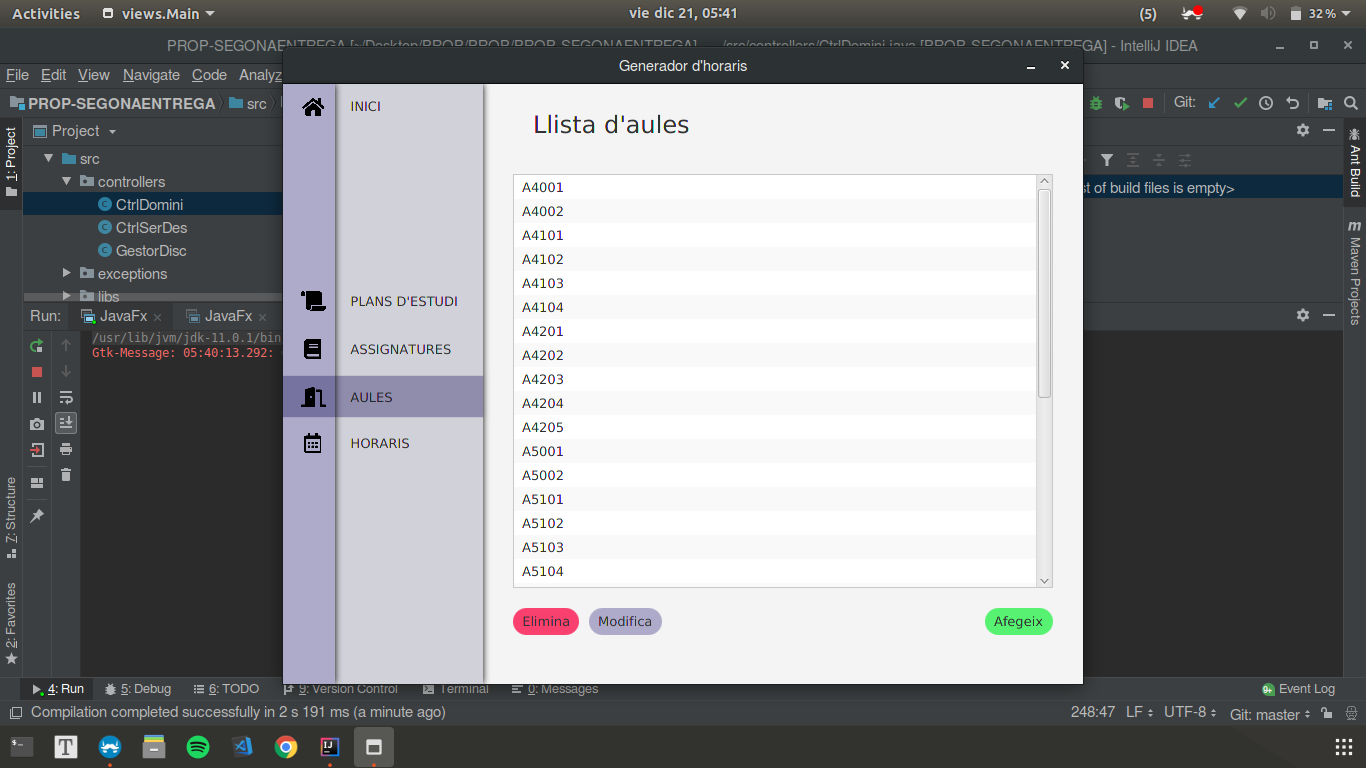 Activities views.Main vie dic 21, 05:41 (5) 32%
PROP-SEGONAENTREGA [~/Desktop/PROP/PROP/PROP-SEGONAENTREGA] - .../src/controllers/CtrlDomini.java [PROP-SEGONAENTREGA] - IntelliJ IDEA
Generador d'horaris
File Edit View Navigate Code Analyz
PROP-SEGONAENTREGA src Git:
1: Project
Project
src
controllers
CtrlDomini
CtrlSerDes
GestorDisc
exceptions
libs
Run: JavaFx JavaFx
/usr/lib/jvm/jdk-11.0.1/bin
Gtk-Message: 05:40:13.292:
7: Structure
2: Favorites
INICI
PLANS D'ESTUDI
ASSIGNATURES
AULES
HORARIS
Llista d'aules
A4001
A4002
A4101
A4102
A4103
A4104
A4201
A4202
A4203
A4204
A4205
A5001
A5002
A5101
A5102
A5103
A5104
Elimina Modifica Afegeix
st of build files is empty>
Ant Build
m Maven Projects
4: Run 5: Debug 6: TODO 9: Version Control Terminal 0: Messages Event Log
Compilation completed successfully in 2 s 191 ms (a minute ago) 248:47 LF UTF-8 Git: master